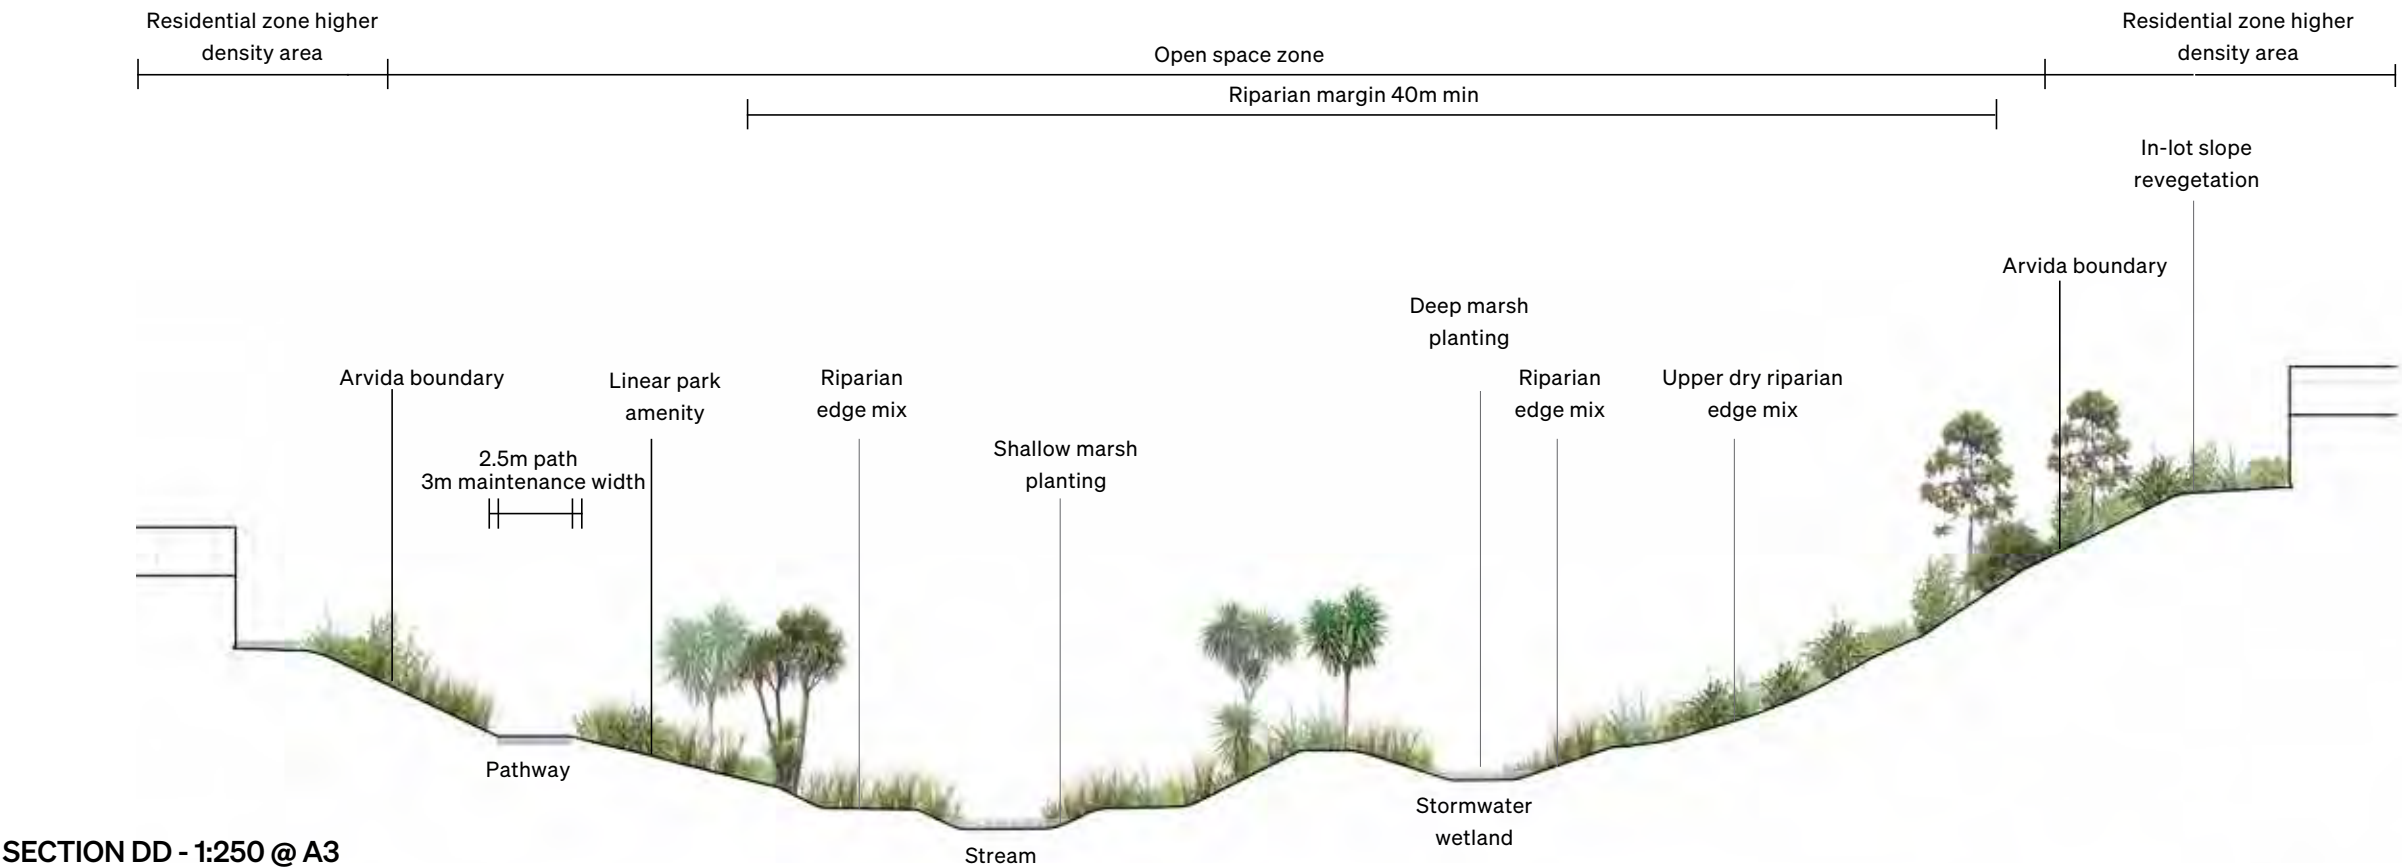 Residential zone higher
density area
Open space zone
Residential zone higher
density area
Riparian margin 40m min
In-lot slope
revegetation
Arvida boundary
Deep marsh
planting
Arvida boundary
Linear park
amenity
Riparian
edge mix
Riparian
edge mix
Upper dry riparian
edge mix
Shallow marsh
planting
2.5m path
3m maintenance width
Pathway
Stormwater
wetland
Stream
SECTION DD - 1:250 @ A3